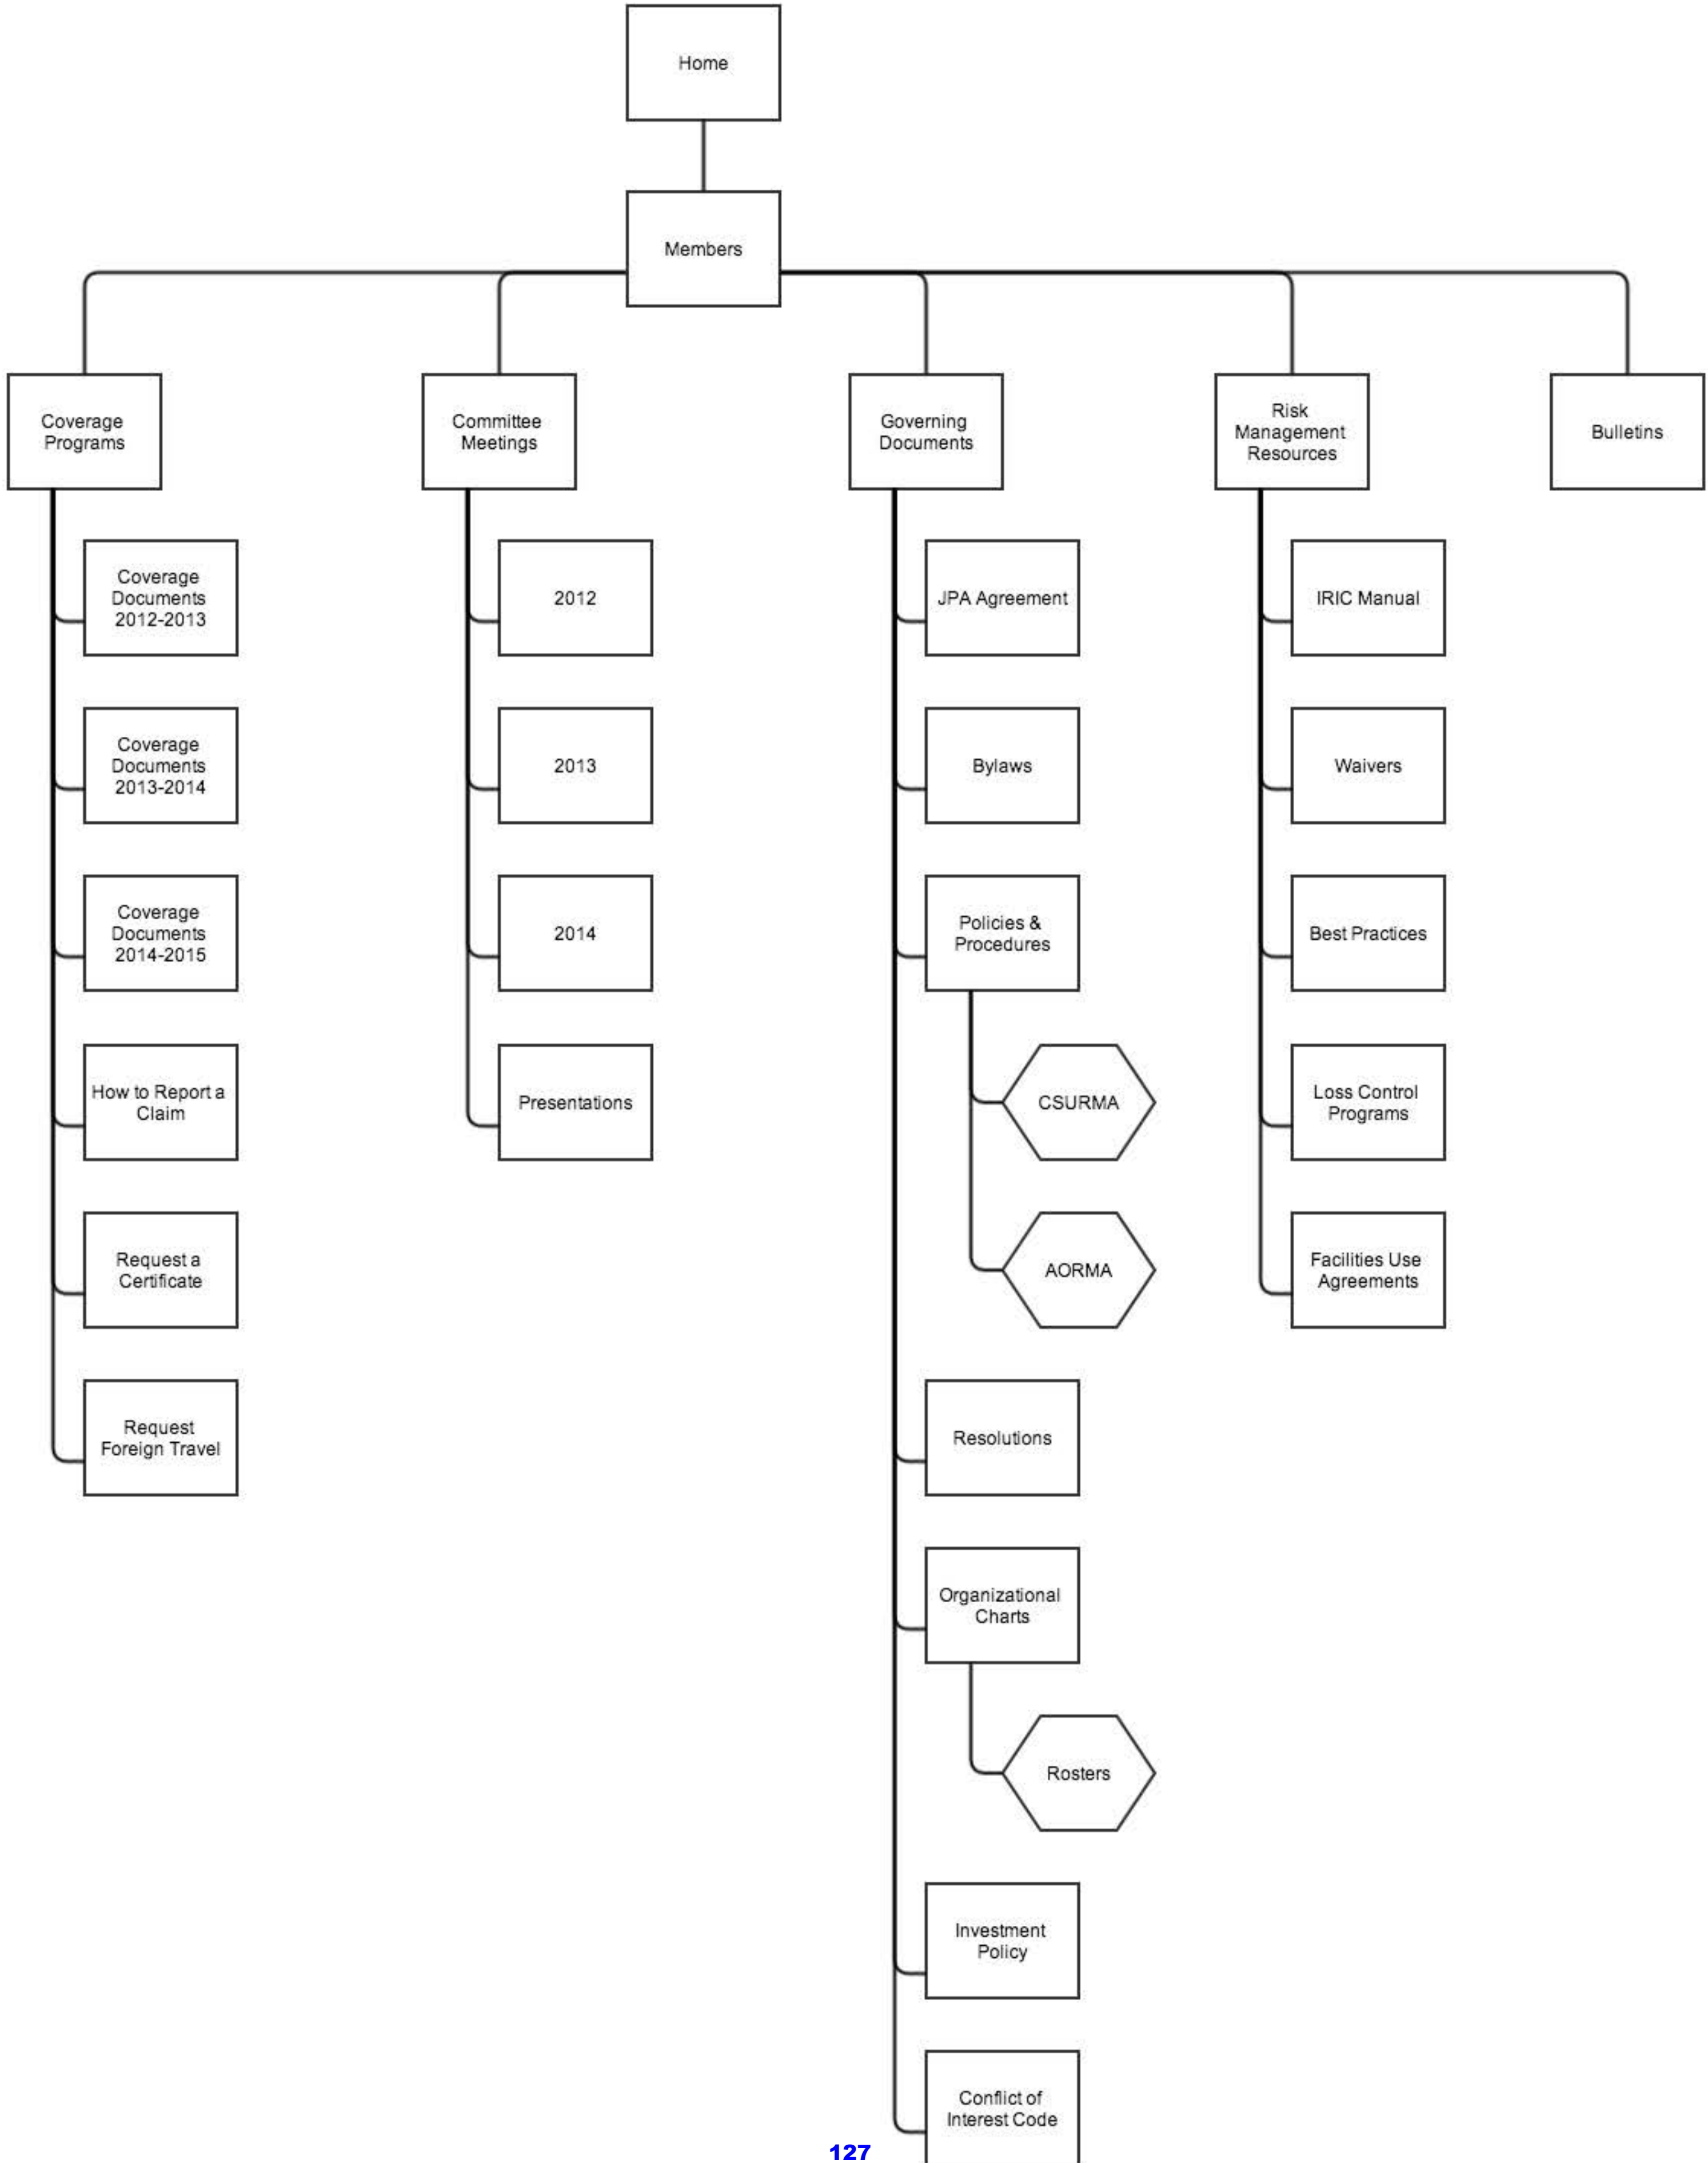 Home
Members
Coverage
Programs
Committee
Meetings
Governing
Documents
Risk
Management
Resources
Bulletins
Coverage
Documents
2012-2013
Coverage
Documents
2013-2014
Coverage
Documents
2014-2015
How to Report a
Claim
Request a
Certificate
Request
Foreign Travel
2012
2013
2014
Presentations
JPA Agreement
Bylaws
Policies &
Procedures
CSURMA
AORMA
Resolutions
Organizational
Charts
Rosters
Investment
Policy
Conflict of
Interest Code
IRIC Manual
Waivers
Best Practices
Loss Control
Programs
Facilities Use
Agreements
127